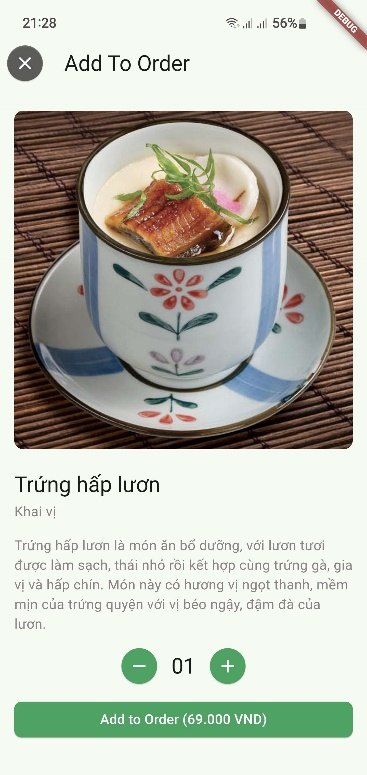 21:28
56%
DEBUG
Add To Order
Trứng hấp lươn
Khai vị
Trứng hấp lươn là món ăn bổ dưỡng, với lươn tươi
được làm sạch, thái nhỏ rồi kết hợp cùng trứng gà, gia
vị và hấp chín. Món này có hương vị ngọt thanh, mềm
mịn của trứng quyện với vị béo ngậy, đậm đà của
lươn.
01
Add to Order (69.000 VND)